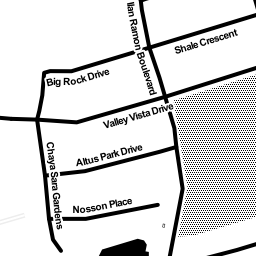 Ilan Ramon Boulevard
Shale Crescent
Big Rock Drive
Valley Vista Drive
Altus Park Drive
Chaya Sara Gardens
Nosson Place